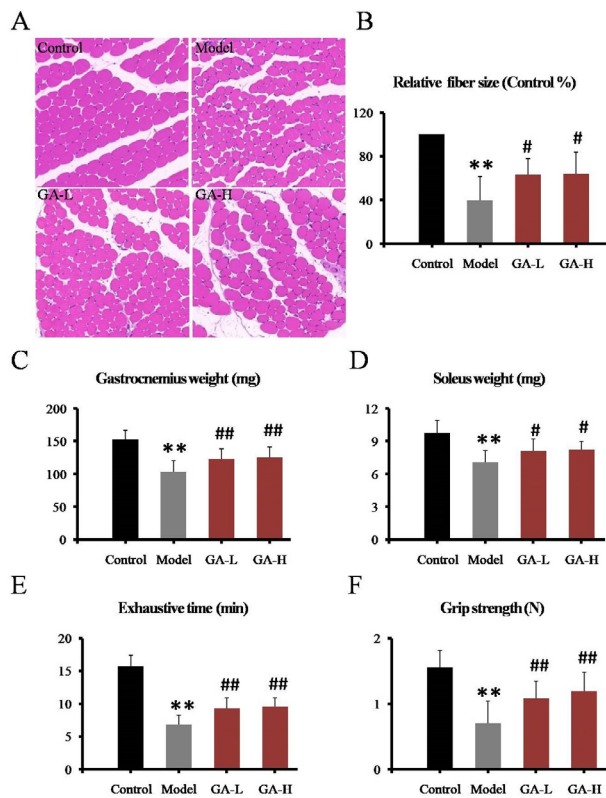 A
Control
Model
GA-L
GA-H
B
Relative fiber size (Control %)
120
80
40
0
**
#
#
Control Model GA-L GA-H
C
Gastrocnemius weight (mg)
200
150
100
50
0
**
##
##
Control Model GA-L GA-H
D
Soleus weight (mg)
12
9
6
3
0
**
#
#
Control Model GA-L GA-H
E
Exhaustive time (min)
20
15
10
5
0
**
##
##
Control Model GA-L GA-H
F
Grip strength (N)
2
1
0
**
##
##
Control Model GA-L GA-H